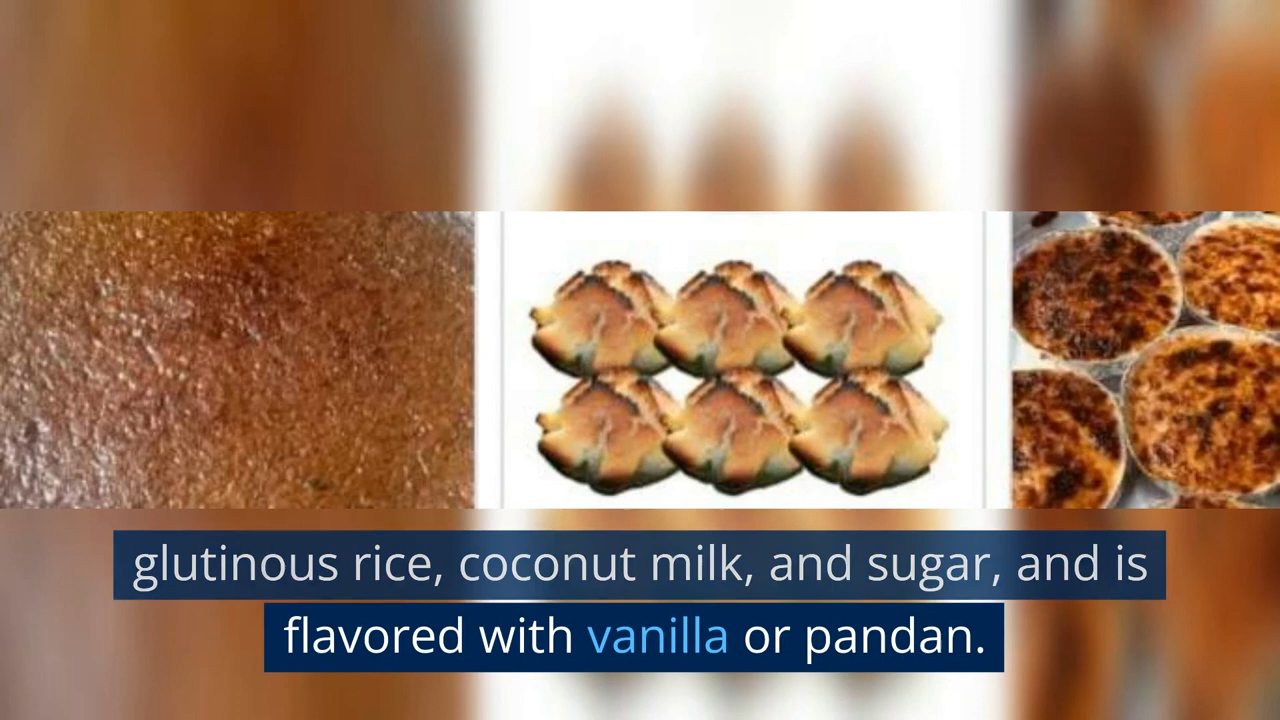 glutinous rice, coconut milk, and sugar, and is
flavored with vanilla or pandan.